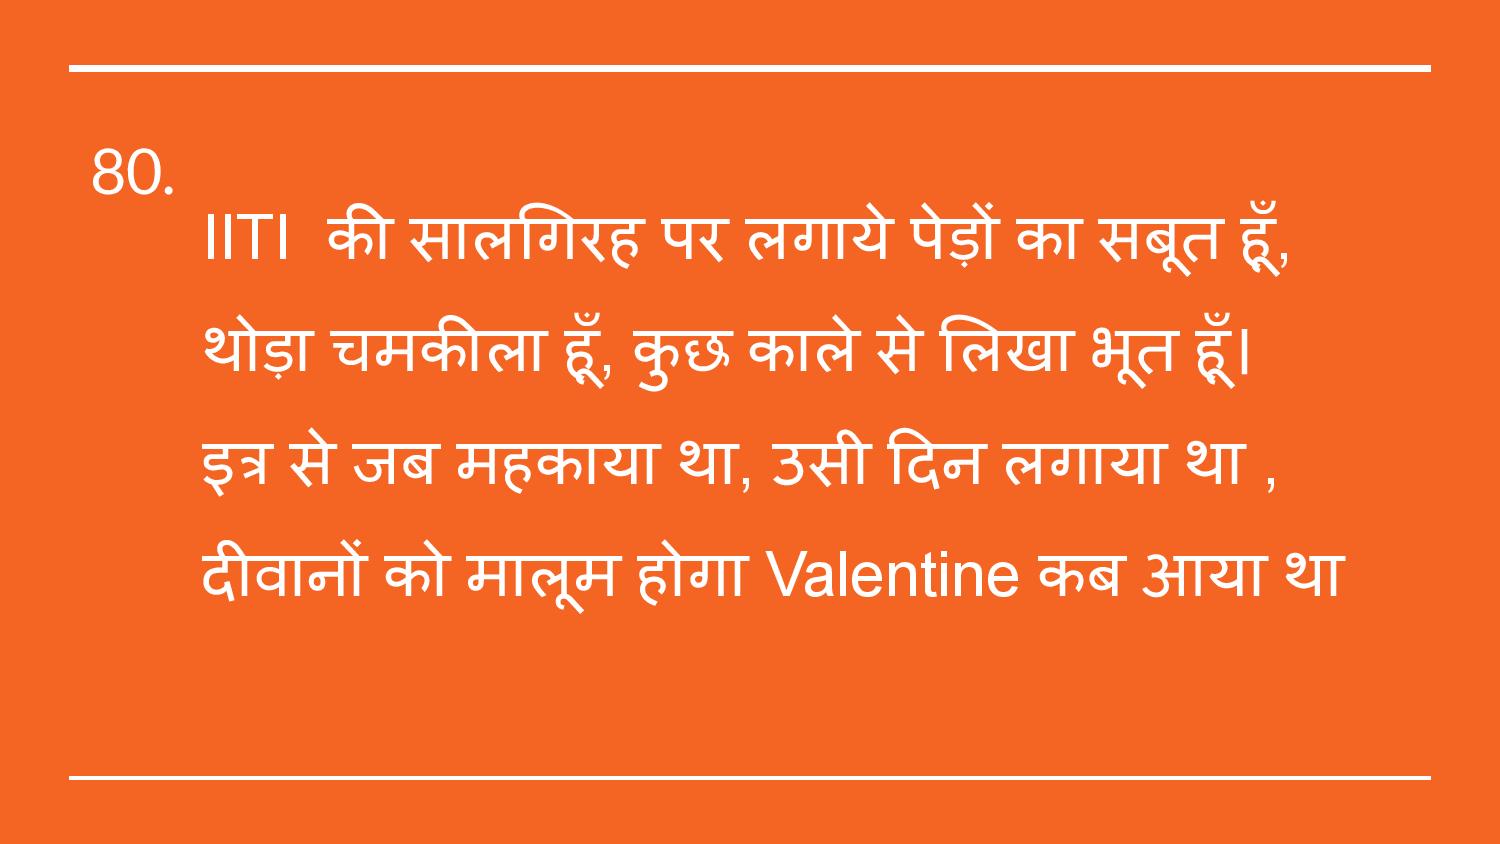 80.
IITI की सालगिरह पर लगाये पेड़ों का सबूत हूँ,
थोड़ा चमकीला हूँ, कुछ काले से लिखा भूत हूँ।
इत्र से जब महकाया था, उसी दिन लगाया था ,
दीवानों को मालूम होगा Valentine कब आया था